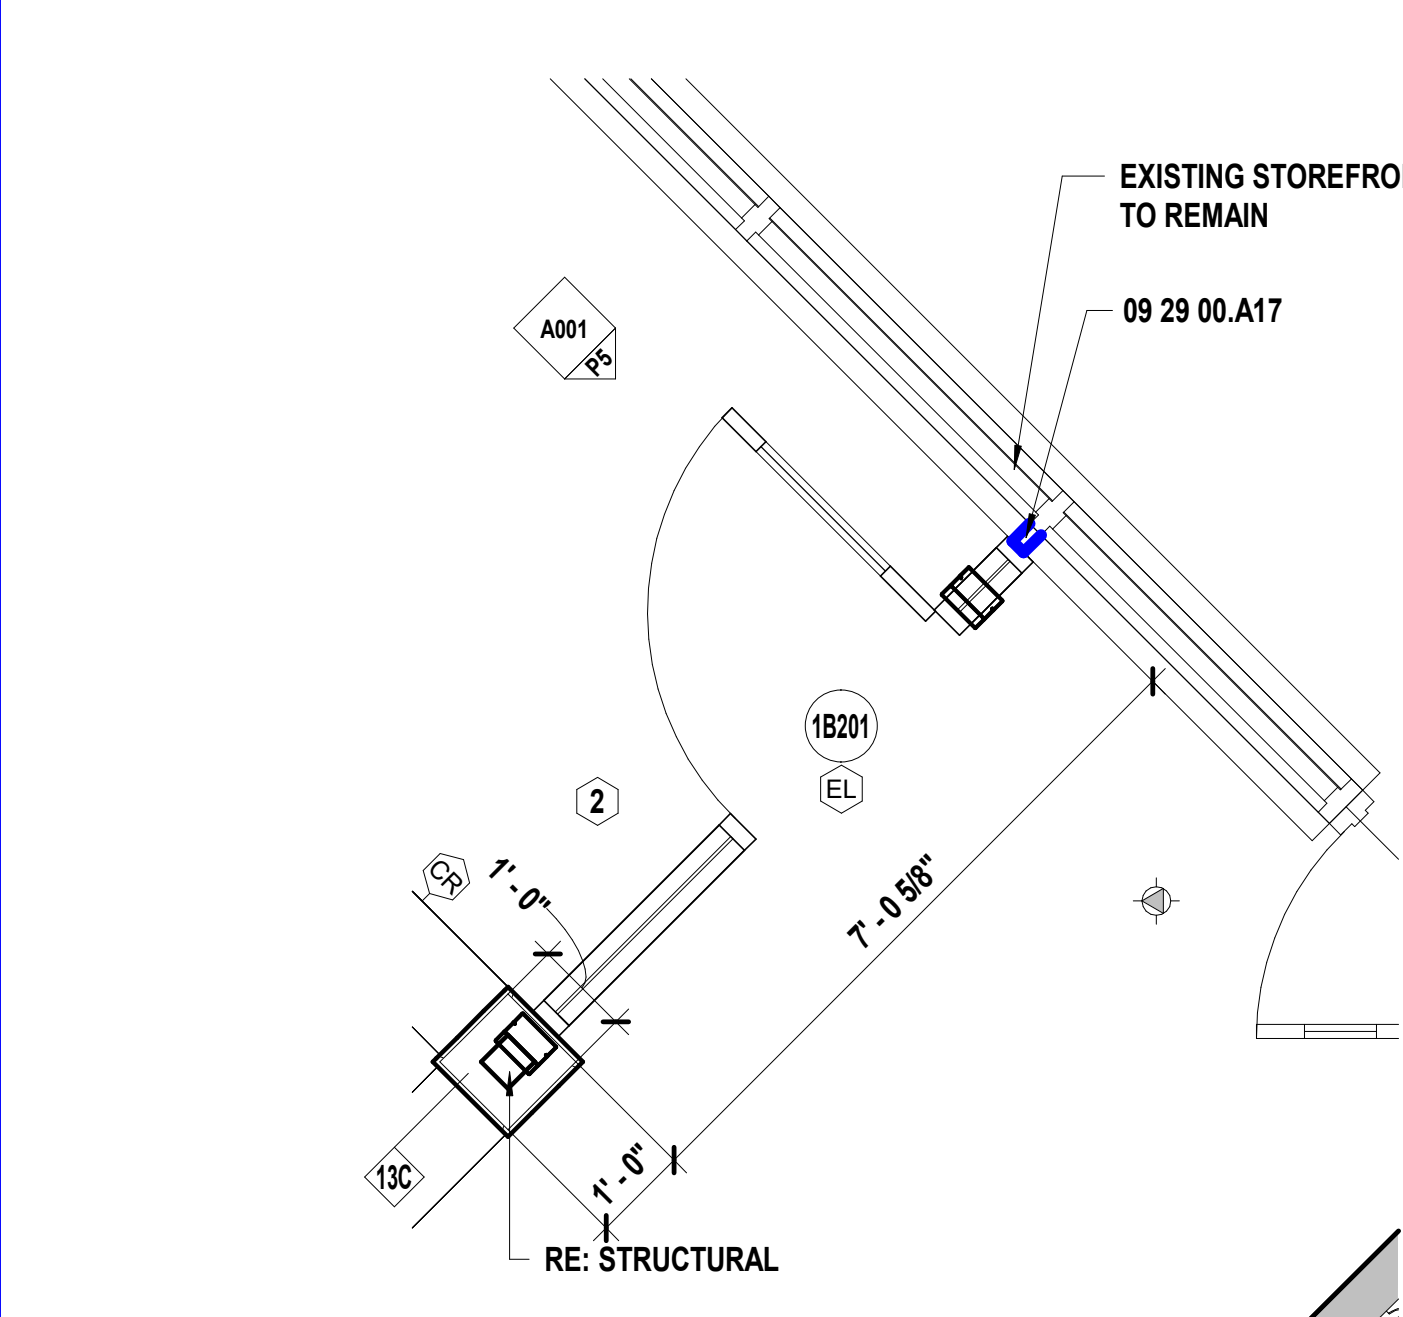 EXISTING STOREFRO
TO REMAIN
09 29 00.A17
A001
P5
1B201
EL
2
CR
1' - 0"
7' - 0 5/8"
13C
1' - 0"
RE: STRUCTURAL